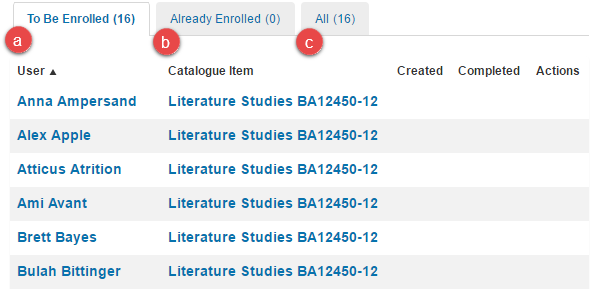 To Be Enrolled (16) Already Enrolled (0) All (16)
a b c
User ▲ Catalogue Item Created Completed Actions
Anna Ampersand Literature Studies BA12450-12
Alex Apple Literature Studies BA12450-12
Atticus Atrition Literature Studies BA12450-12
Ami Avant Literature Studies BA12450-12
Brett Bayes Literature Studies BA12450-12
Bulah Bittinger Literature Studies BA12450-12